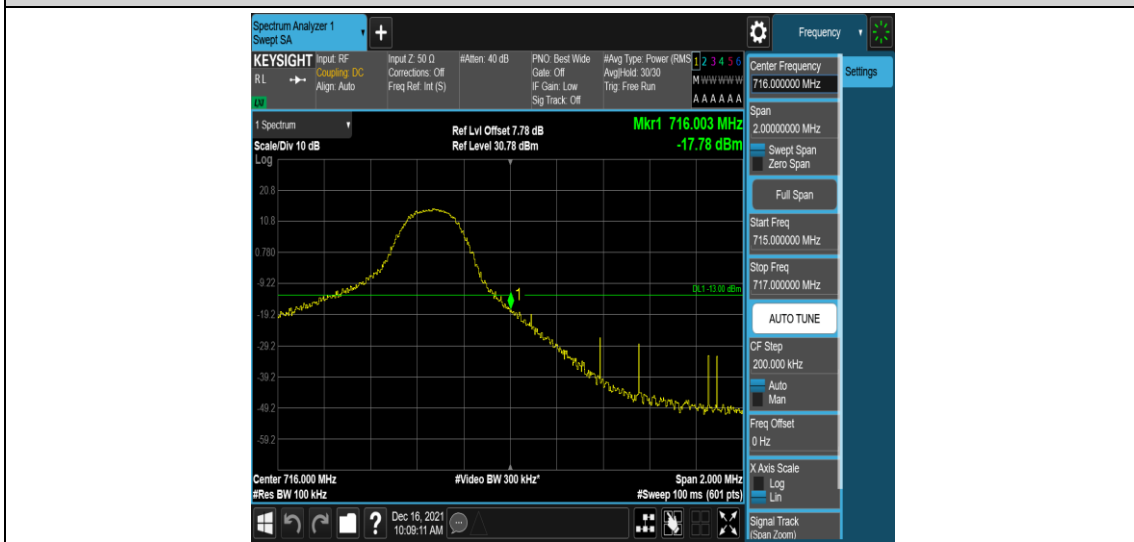 Spectrum Analyzer 1
Swept SA
+
Frequency
KEYSIGHT
RL
Input: RF
Coupling: DC
Align: Auto
Input Z: 50 Ω
Corrections: Off
Freq Ref: Int (S)
#Atten: 40 dB
PNO: Best Wide
Gate: Off
IF Gain: Low
Sig Track: Off
#Avg Type: Power (RMS
Avg|Hold: 30/30
Trig: Free Run
1 2 3 4 5 6
M W W W W W
A A A A A A
1 Spectrum
Scale/Div 10 dB
Log
Ref Lvl Offset 7.78 dB
Ref Level 30.78 dBm
Mkr1 716.003 MHz
-17.78 dBm
20.8
10.8
0.780
-9.22
-19.2
-29.2
-39.2
-49.2
-59.2
DL1 -13.00 dBm
1
Center 716.000 MHz
#Res BW 100 kHz
#Video BW 300 kHz*
Span 2.000 MHz
#Sweep 100 ms (601 pts)
?
Dec 16, 2021
10:09:11 AM
Center Frequency
716.000000 MHz
Settings
Span
2.00000000 MHz
Swept Span
Zero Span
Full Span
Start Freq
715.000000 MHz
Stop Freq
717.000000 MHz
AUTO TUNE
CF Step
200.000 kHz
Auto
Man
Freq Offset
0 Hz
X Axis Scale
Log
Lin
Signal Track
(Span Zoom)